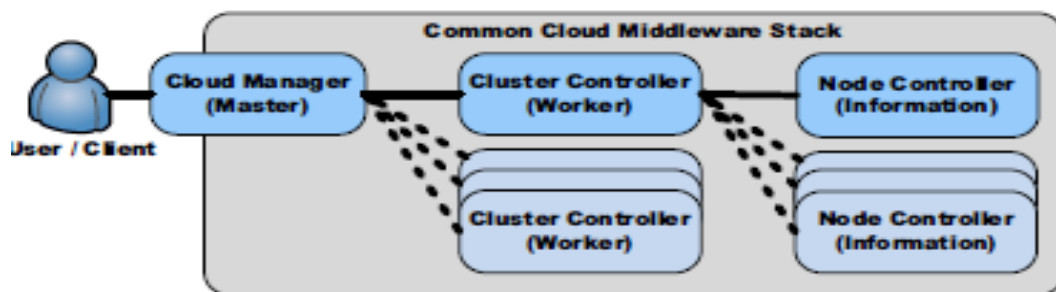 Common Cloud Middleware Stack
Cloud Manager
(Master)
Cluster Controller
(Worker)
Node Controller
(Information)
User / Client
Cluster Controller
(Worker)
Node Controller
(Information)